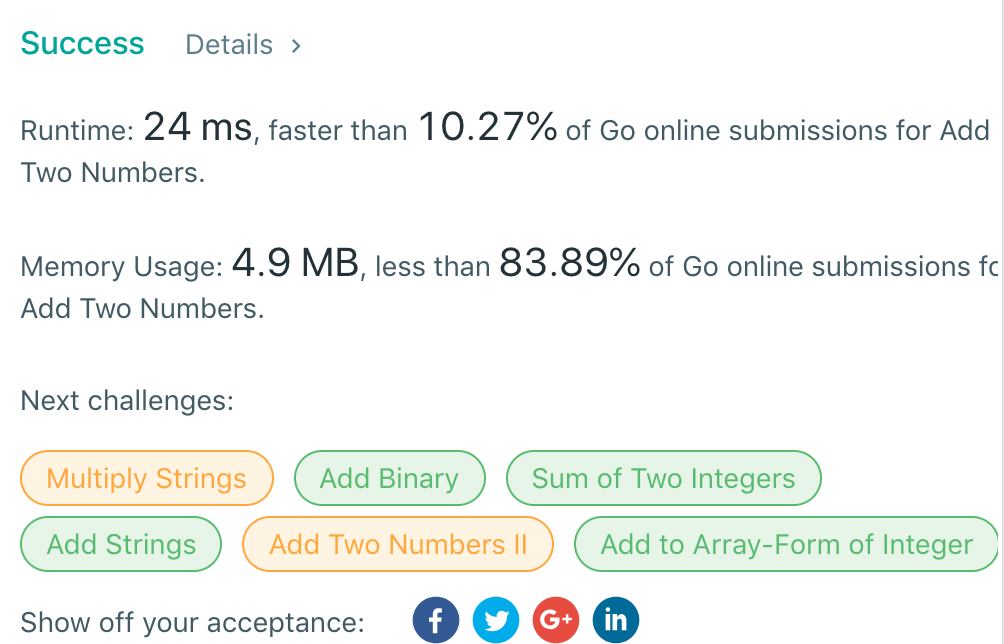 Success Details >
Runtime: 24 ms, faster than 10.27% of Go online submissions for Add
Two Numbers.
Memory Usage: 4.9 MB, less than 83.89% of Go online submissions fo
Add Two Numbers.
Next challenges:
Multiply Strings Add Binary Sum of Two Integers
Add Strings Add Two Numbers II Add to Array-Form of Integer
Show off your acceptance: f G+ in